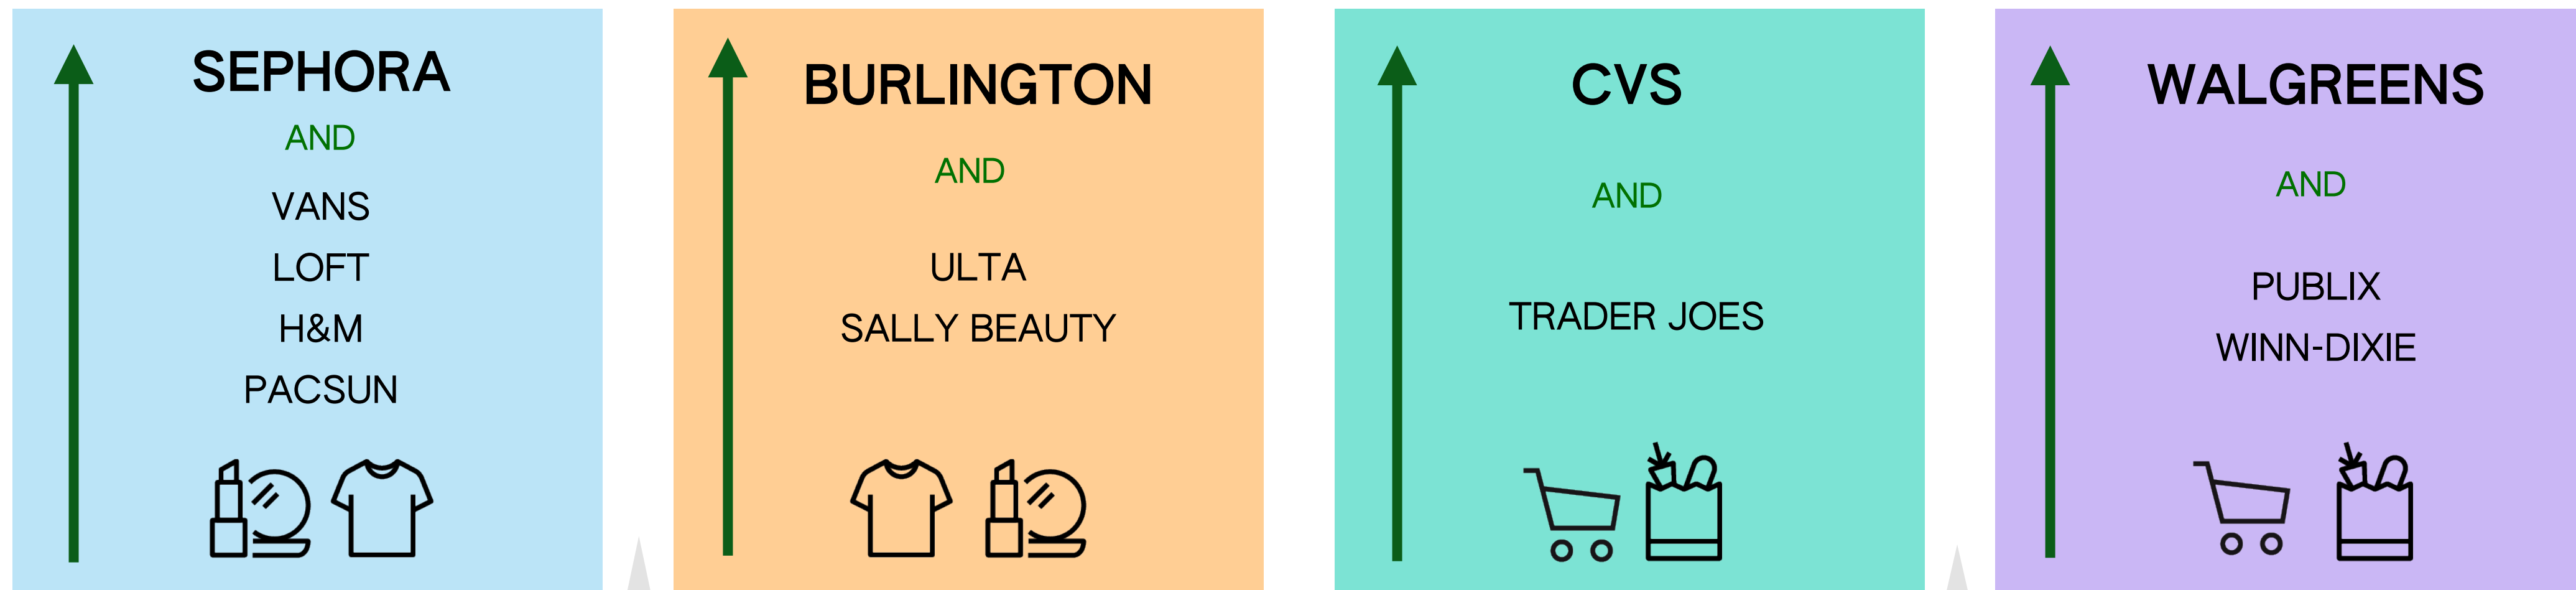 SEPHORA
AND
VANS
LOFT
H&M
PACSUN
BURLINGTON
AND
ULTA
SALLY BEAUTY
CVS
AND
TRADER JOES
WALGREENS
AND
PUBLIX
WINN-DIXIE